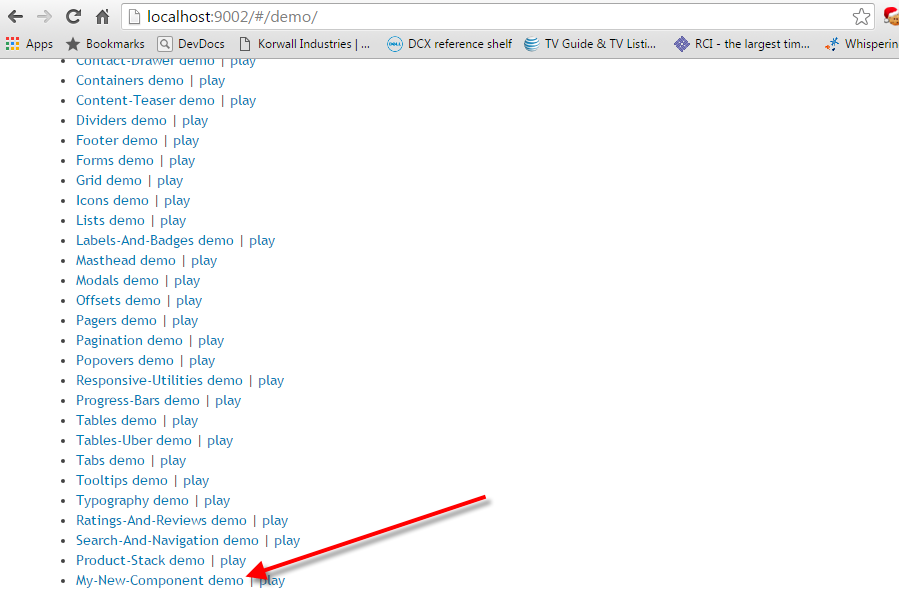 localhost:9002/#/demo/
Apps Bookmarks DevDocs Korwall Industries | ... DELL DCX reference shelf TV Guide & TV Listi... RCI - the largest tim... Whisperin
Contact-Drawer demo | play
Containers demo | play
Content-Teaser demo | play
Dividers demo | play
Footer demo | play
Forms demo | play
Grid demo | play
Icons demo | play
Lists demo | play
Labels-And-Badges demo | play
Masthead demo | play
Modals demo | play
Offsets demo | play
Pagers demo | play
Pagination demo | play
Popovers demo | play
Responsive-Utilities demo | play
Progress-Bars demo | play
Tables demo | play
Tables-Uber demo | play
Tabs demo | play
Tooltips demo | play
Typography demo | play
Ratings-And-Reviews demo | play
Search-And-Navigation demo | play
Product-Stack demo | play
My-New-Component demo | play